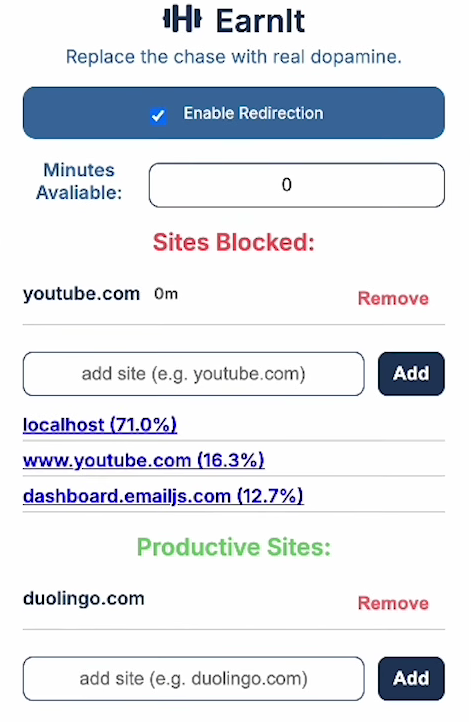 EarnIt
Replace the chase with real dopamine.
Enable Redirection
Minutes
Avaliable:
0
Sites Blocked:
youtube.com 0m
Remove
add site (e.g. youtube.com)
Add
localhost (71.0%)
www.youtube.com (16.3%)
dashboard.emailjs.com (12.7%)
Productive Sites:
duolingo.com
Remove
add site (e.g. duolingo.com)
Add